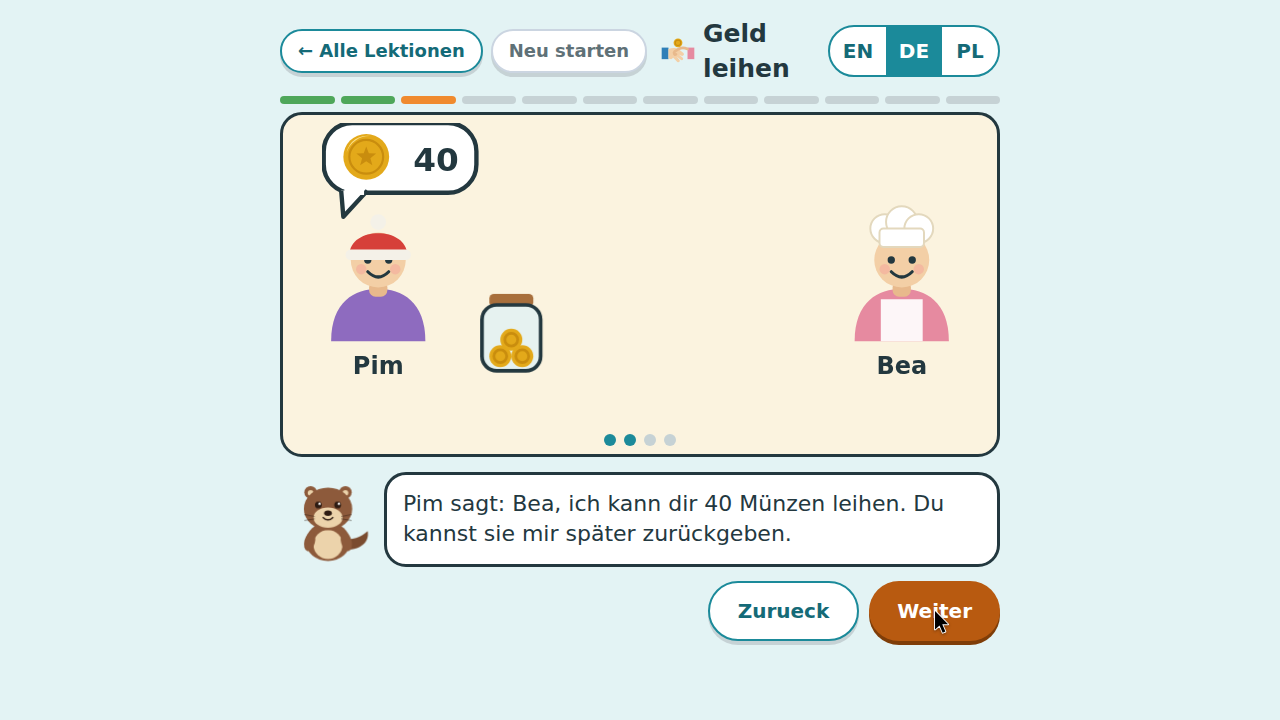 ← Alle Lektionen
Neu starten
Geld
leihen
EN DE PL
40
Pim
Bea
Pim sagt: Bea, ich kann dir 40 Münzen leihen. Du
kannst sie mir später zurückgeben.
Zurueck
Weiter